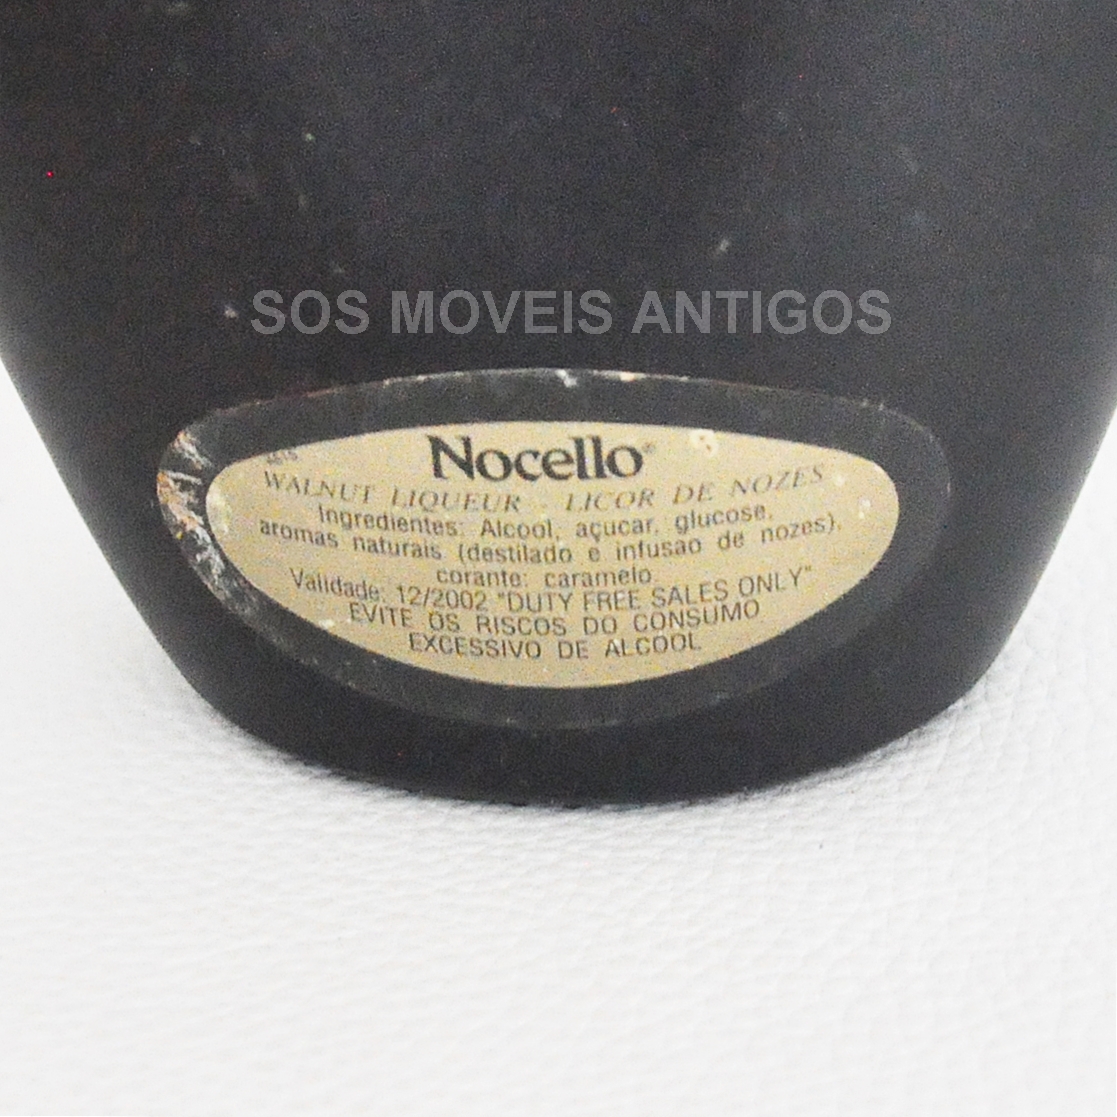 SOS MOVEIS ANTIGOS
Nocello®
WALNUT LIQUEUR - LICOR DE NOZES
Ingredientes: Alcool, açucar, glucose,
aromas naturais (destilado e infusao de nozes),
corante: caramelo.
Validade: 12/2002 "DUTY FREE SALES ONLY"
EVITE OS RISCOS DO CONSUMO
EXCESSIVO DE ALCOOL